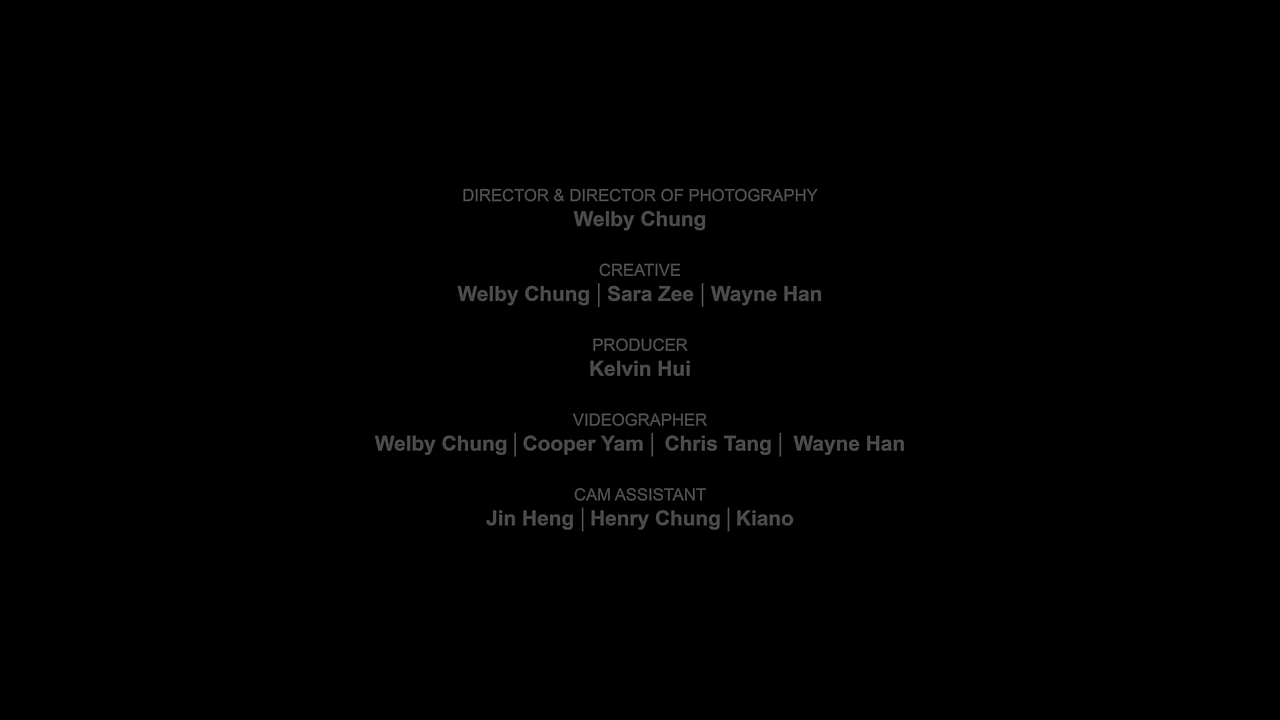 DIRECTOR & DIRECTOR OF PHOTOGRAPHY
Welby Chung
CREATIVE
Welby Chung | Sara Zee | Wayne Han
PRODUCER
Kelvin Hui
VIDEOGRAPHER
Welby Chung | Cooper Yam | Chris Tang | Wayne Han
CAM ASSISTANT
Jin Heng | Henry Chung | Kiano